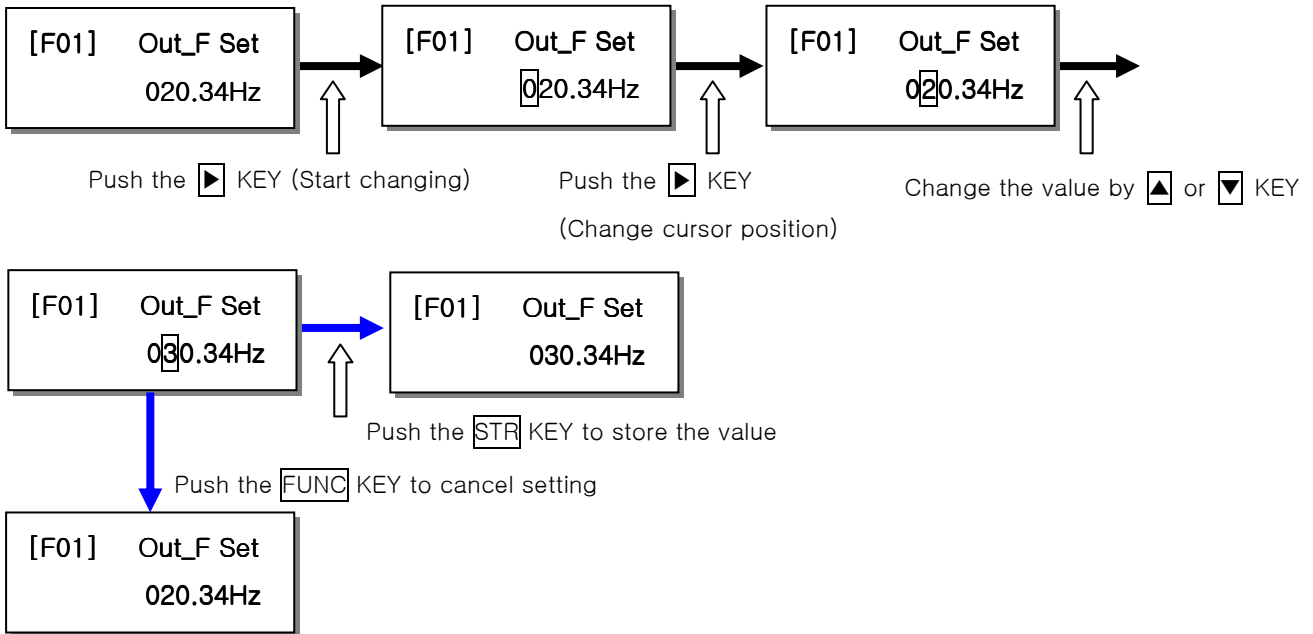 [F01] Out_F Set
020.34Hz
[F01] Out_F Set
020.34Hz
[F01] Out_F Set
020.34Hz
Push the ▶ KEY (Start changing)
Push the ▶ KEY
(Change cursor position)
Change the value by ▲ or ▼ KEY
[F01] Out_F Set
030.34Hz
[F01] Out_F Set
030.34Hz
Push the STR KEY to store the value
Push the FUNC KEY to cancel setting
[F01] Out_F Set
020.34Hz